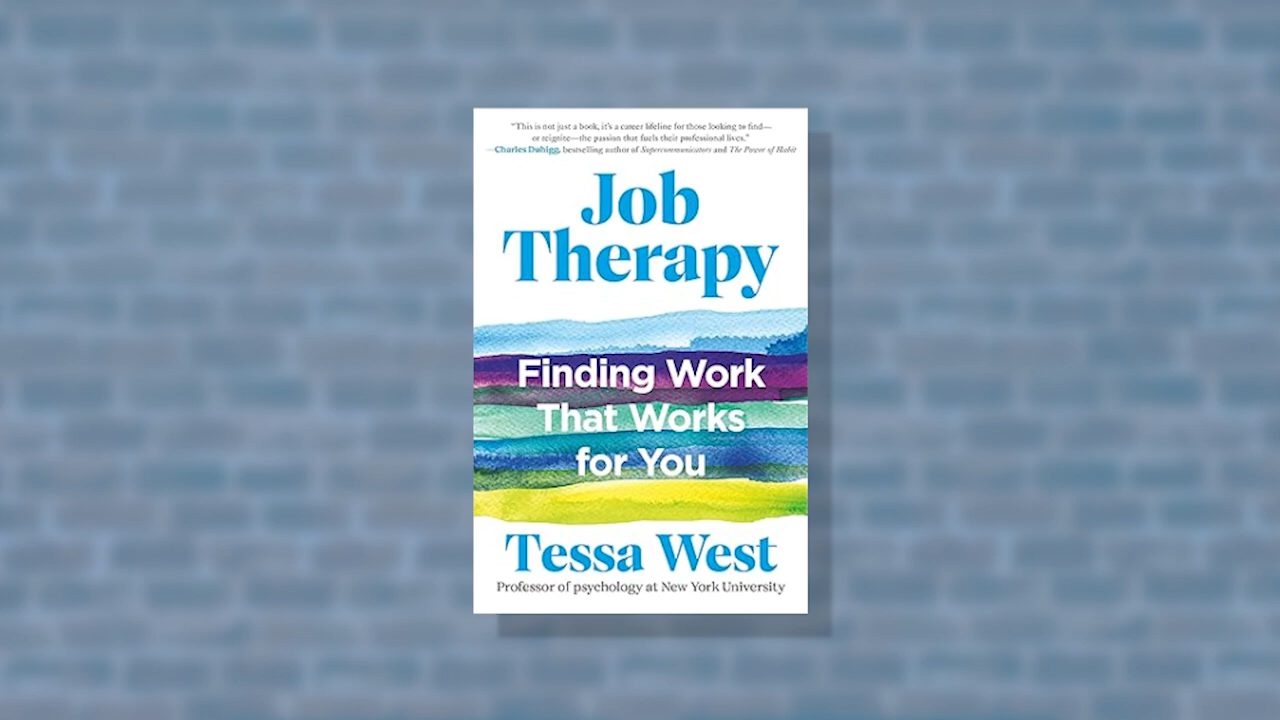 "This is not just a book, it's a career lifeline for those looking to find—
or reignite—the passion that fuels their professional lives."
—Charles Duhigg, bestselling author of Supercommunicators and The Power of Habit
Job
Therapy
Finding Work
That Works
for You
Tessa West
Professor of psychology at New York University